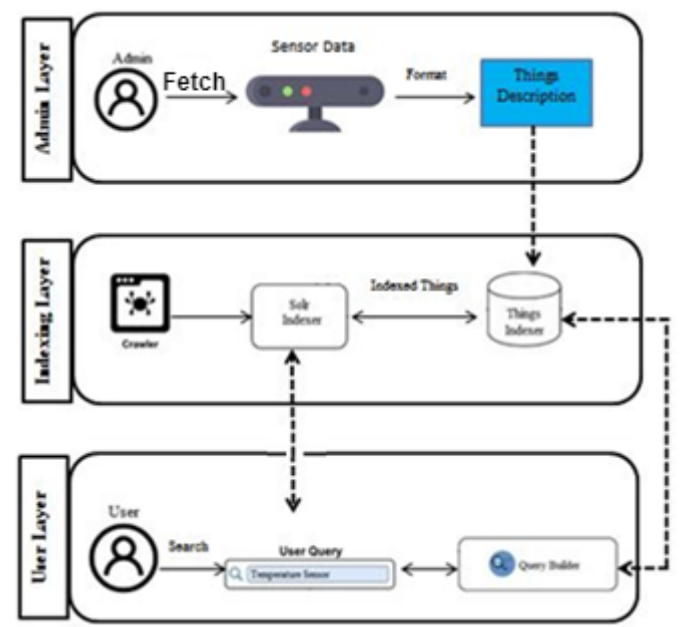 Admin Layer
Admin
Fetch
Sensor Data
Format
Things
Description
Indexing Layer
Crawler
Solr
Indexer
Indexed Things
Things
Indexer
User Layer
User
Search
User Query
Temperature Sensor
Query Builder